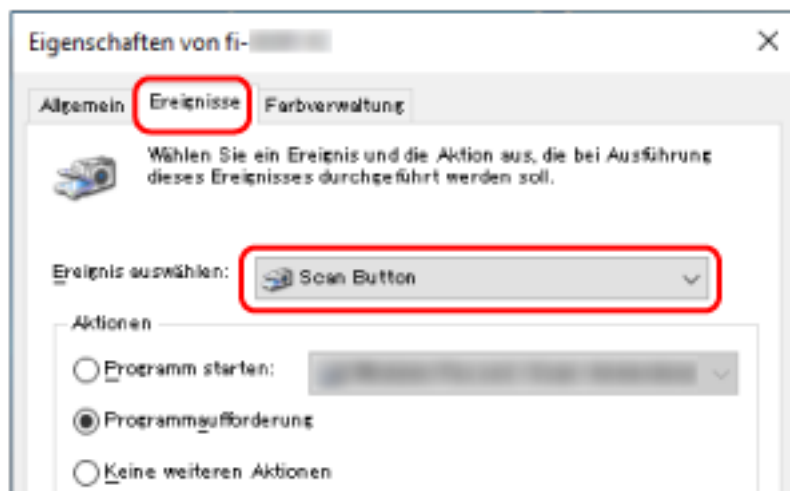 Eigenschaften von fi-
Allgemein Ereignisse Farbverwaltung
Wählen Sie ein Ereignis und die Aktion aus, die bei Ausführung
dieses Ereignisses durchgeführt werden soll.
Ereignis auswählen: Scan Button
Aktionen
Programm starten:
Programmaufforderung
Keine weiteren Aktionen